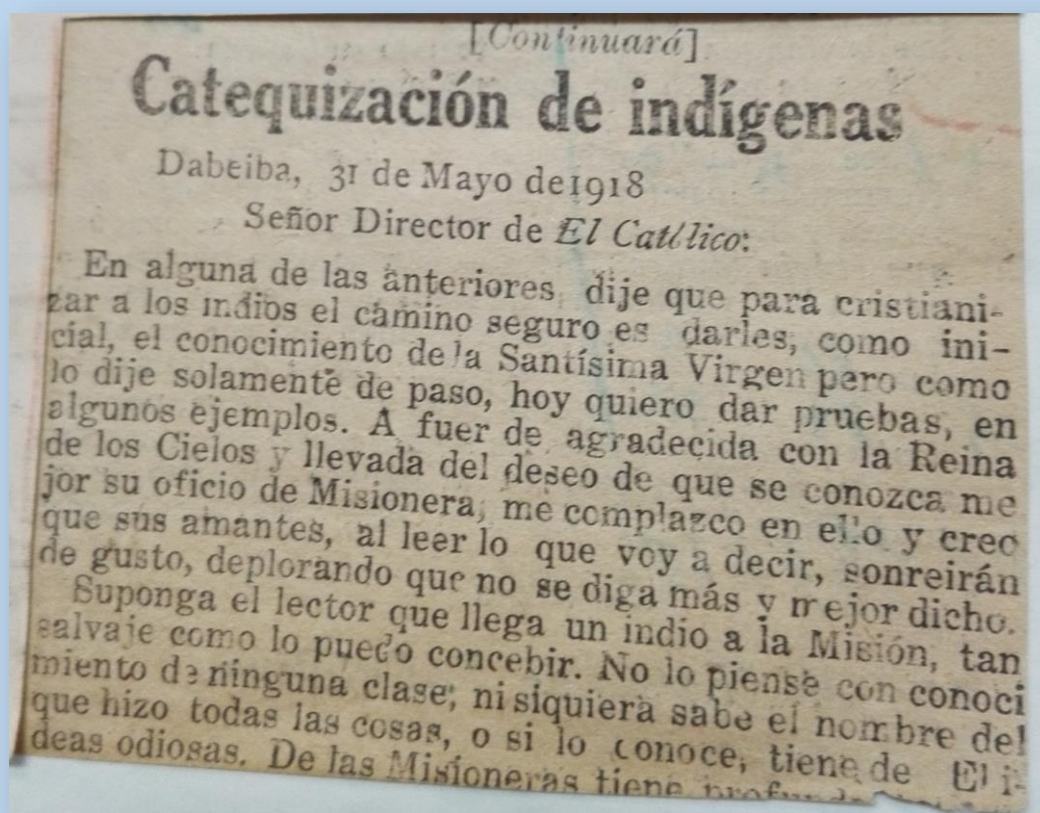 [Continuará]
Catequización de indígenas
Dabeiba, 31 de Mayo de 1918
Señor Director de El Católico:
En alguna de las anteriores, dije que para cristiani-
zar a los indios el camino seguro es darles, como ini-
cial, el conocimiento de la Santísima Virgen pero como
lo dije solamente de paso, hoy quiero dar pruebas, en
algunos ejemplos. A fuer de agradecida con la Reina
de los Cielos y llevada del deseo de que se conozca me
jor su oficio de Misionera, me complazco en ello y creo
que sus amantes, al leer lo que voy a decir, sonreirán
de gusto, deplorando que no se diga más y mejor dicho.
Suponga el lector que llega un indio a la Misión, tan
salvaje como lo puedo concebir. No lo piense con conoci
miento de ninguna clase; ni siquiera sabe el nombre del
que hizo todas las cosas, o si lo conoce, tiene de El i-
deas odiosas. De las Misioneras tiene